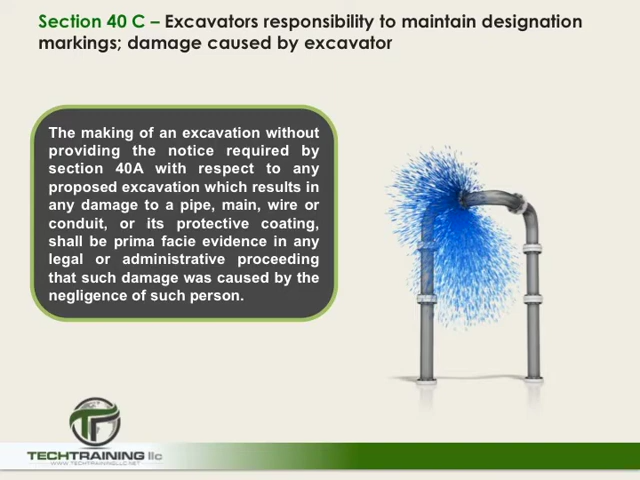 Section 40 C – Excavators responsibility to maintain designation
markings; damage caused by excavator
The making of an excavation without
providing the notice required by
section 40A with respect to any
proposed excavation which results in
any damage to a pipe, main, wire or
conduit, or its protective coating,
shall be prima facie evidence in any
legal or administrative proceeding
that such damage was caused by the
negligence of such person.
TECHTRAINING llc
WWW.TECHTRAININGLLC.NET